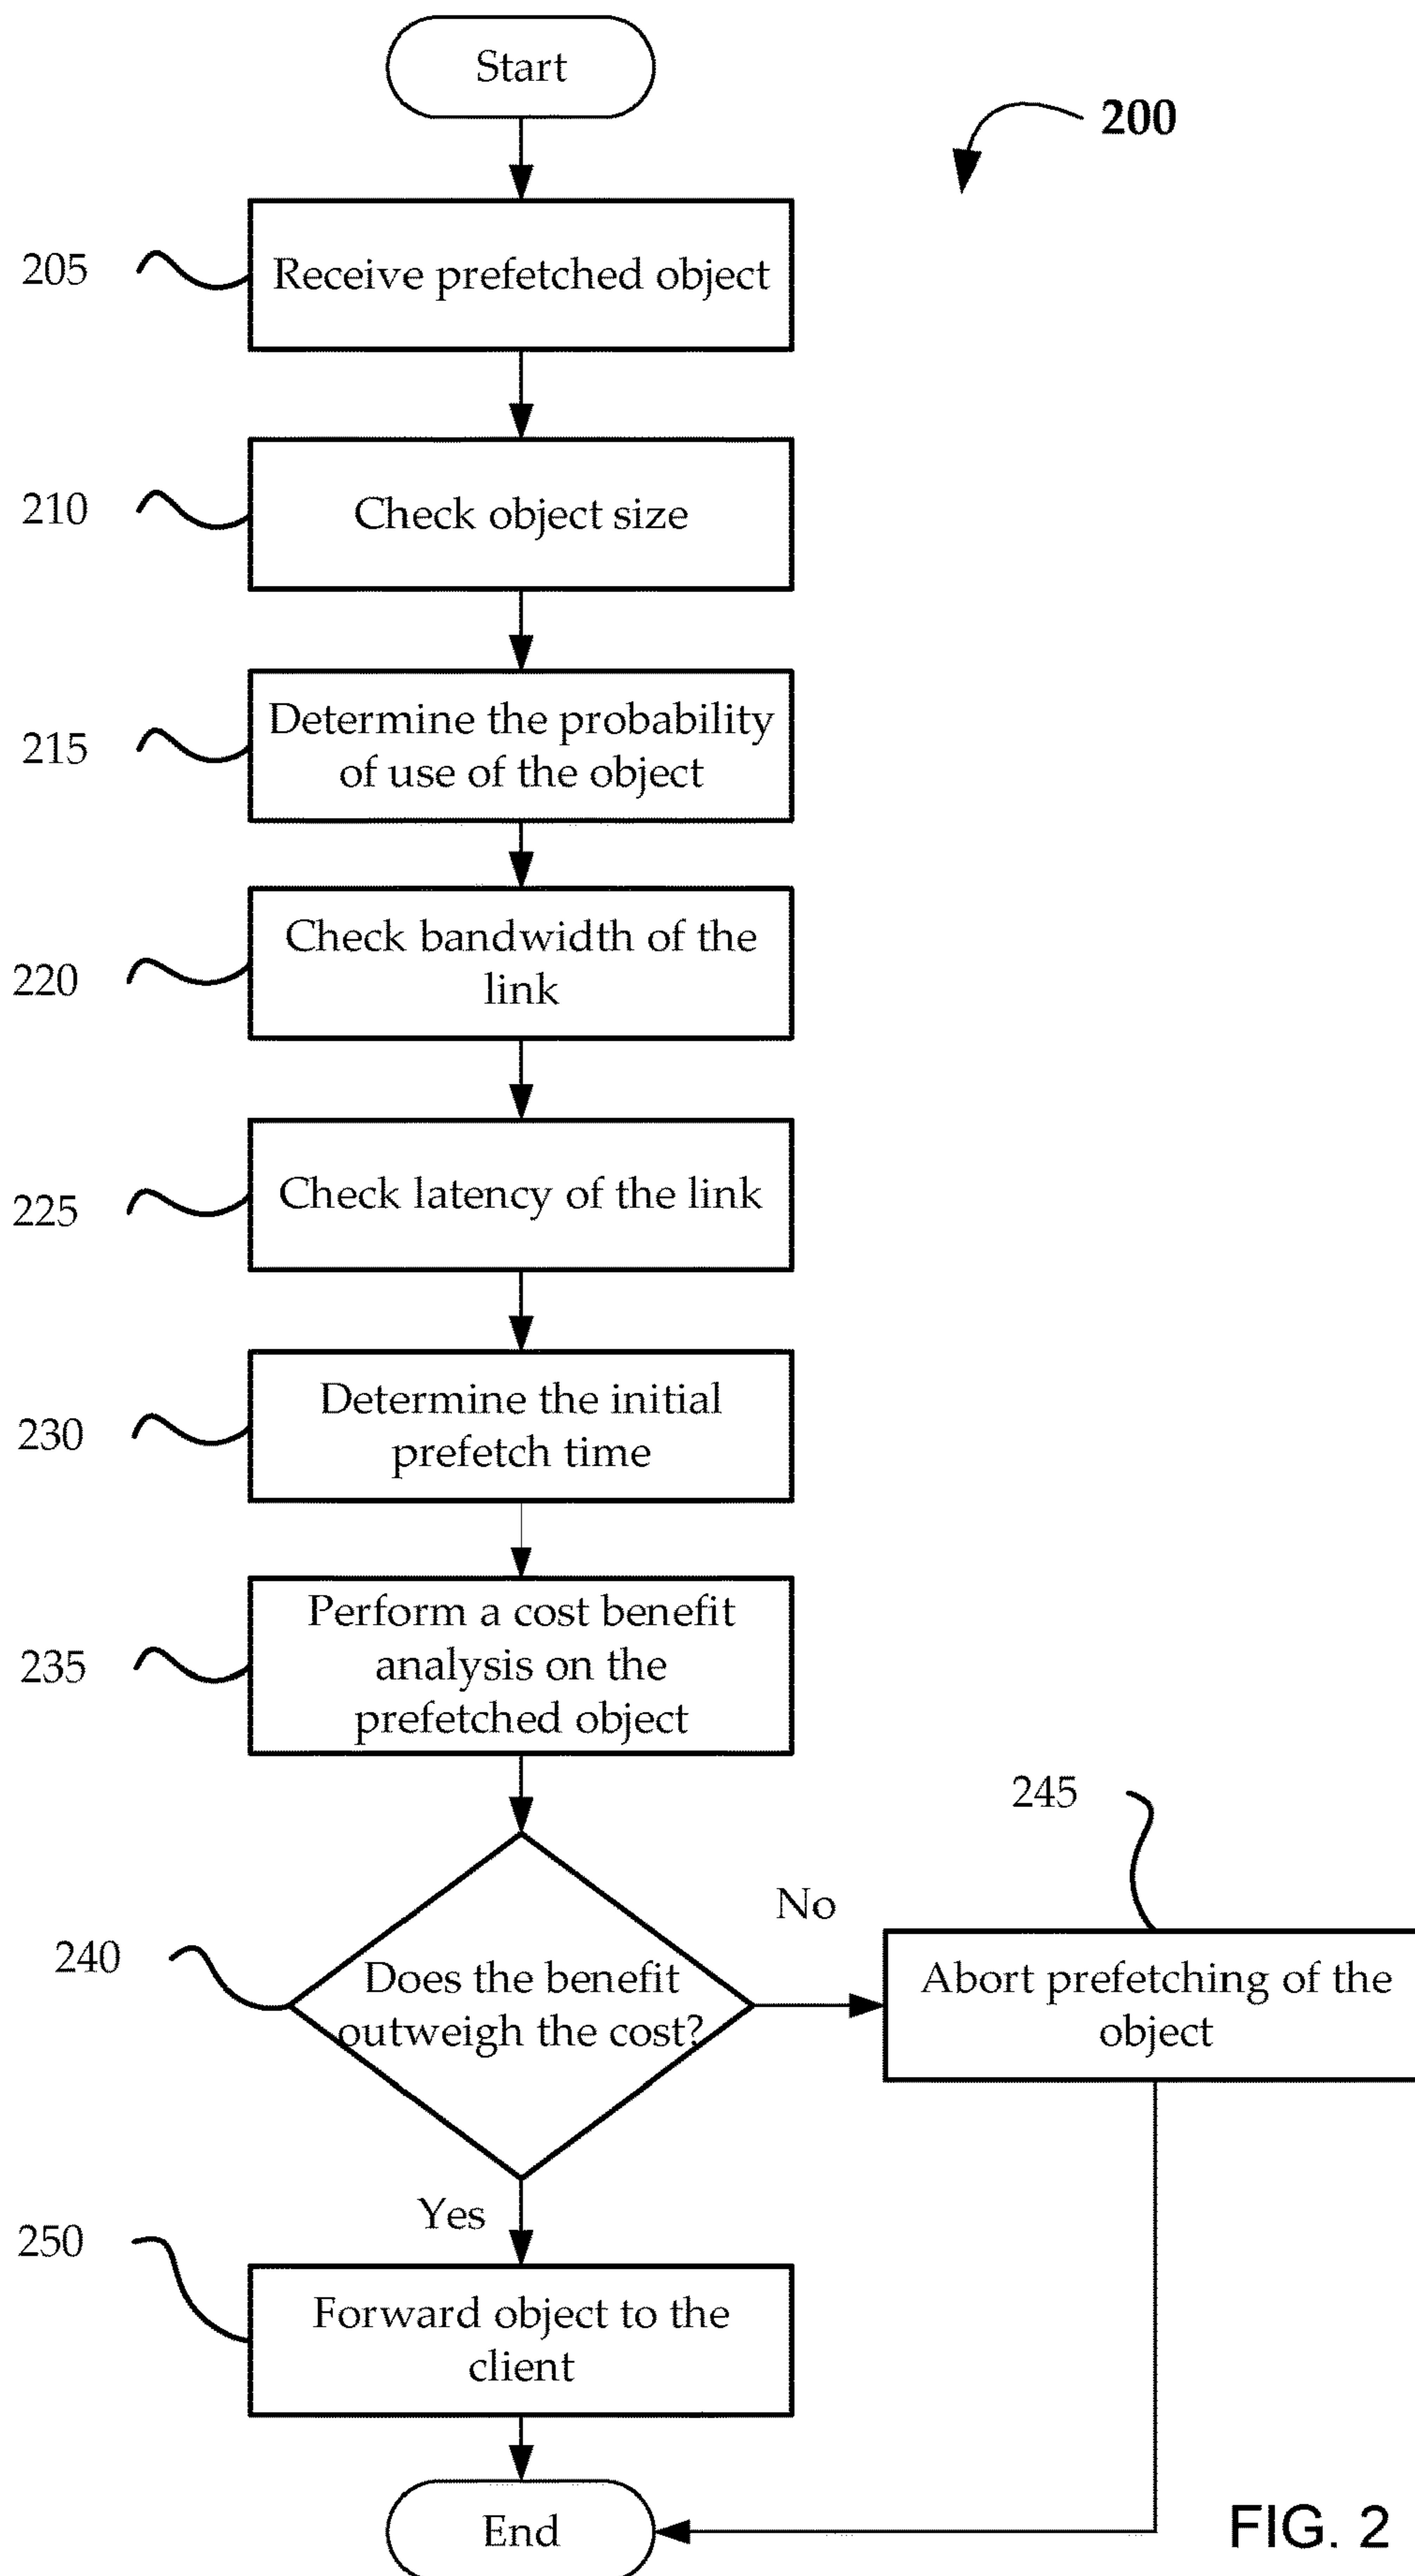 Start
200
205
Receive prefetched object
210
Check object size
215
Determine the probability
of use of the object
220
Check bandwidth of the
link
225
Check latency of the link
230
Determine the initial
prefetch time
235
Perform a cost benefit
analysis on the
prefetched object
240
Does the benefit
outweigh the cost?
No
245
Abort prefetching of the
object
Yes
250
Forward object to the
client
End
FIG. 2